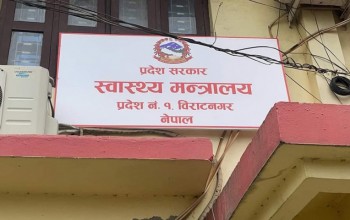 प्रदेश सरकार
स्वास्थ्य मन्त्रालय
प्रदेश नं. १. विराटनगर
नेपाल